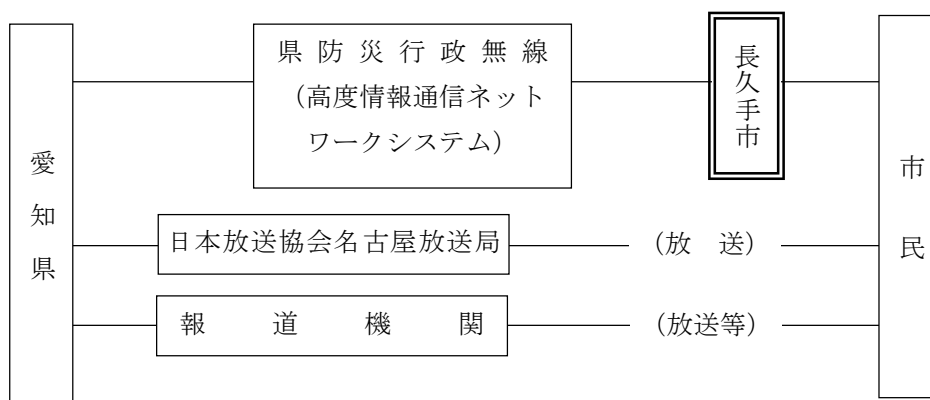 愛知県
県防災行政無線
（高度情報通信ネット
ワークシステム）
長久手市
市民
日本放送協会名古屋放送局
（放　送）
報道機関
（放送等）